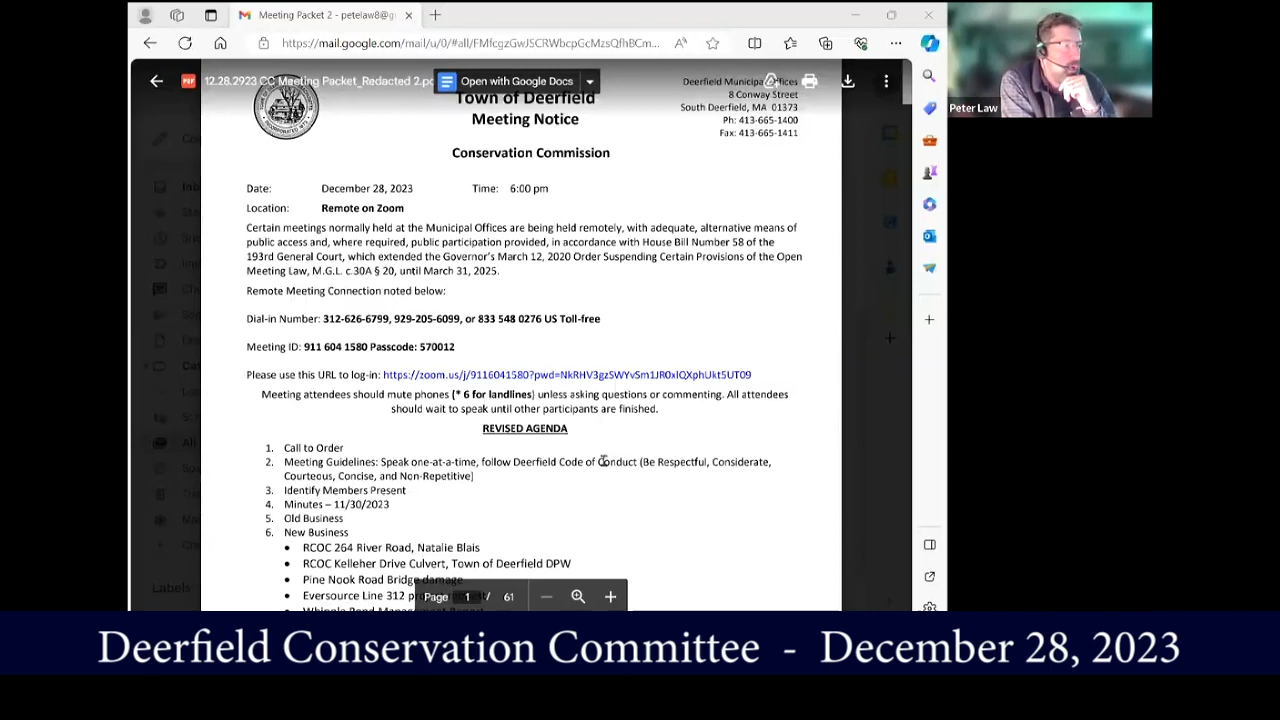 Meeting Packet 2 - petelaw8@g
https://mail.google.com/mail/u/0/#all/FMfcgzGwJSCRWbcpGcMzsQfhBCm...
12.28.2923 CC Meeting Packet_Redacted 2.pd
Open with Google Docs
Town of Deerfield
Meeting Notice
Conservation Commission
Deerfield Municipal Offices
8 Conway Street
South Deerfield, MA 01373
Ph: 413-665-1400
Fax: 413-665-1411
Peter Law
Date: December 28, 2023 Time: 6:00 pm
Location: Remote on Zoom
Certain meetings normally held at the Municipal Offices are being held remotely, with adequate, alternative means of
public access and, where required, public participation provided, in accordance with House Bill Number 58 of the
193rd General Court, which extended the Governor's March 12, 2020 Order Suspending Certain Provisions of the Open
Meeting Law, M.G.L. c.30A § 20, until March 31, 2025.
Remote Meeting Connection noted below:
Dial-in Number: 312-626-6799, 929-205-6099, or 833 548 0276 US Toll-free
Meeting ID: 911 604 1580 Passcode: 570012
Please use this URL to log-in: https://zoom.us/j/9116041580?pwd=NkRHV3gzSWYvSm1JR0xlQXphUkt5UT09
Meeting attendees should mute phones (* 6 for landlines) unless asking questions or commenting. All attendees
should wait to speak until other participants are finished.
REVISED AGENDA
1. Call to Order
2. Meeting Guidelines: Speak one-at-a-time, follow Deerfield Code of Conduct (Be Respectful, Considerate,
Courteous, Concise, and Non-Repetitive)
3. Identify Members Present
4. Minutes – 11/30/2023
5. Old Business
6. New Business
• RCOC 264 River Road, Natalie Blais
• RCOC Kelleher Drive Culvert, Town of Deerfield DPW
• Pine Nook Road Bridge damage
• Eversource Line 312
Page 1 / 61
Labels
Deerfield Conservation Committee - December 28, 2023